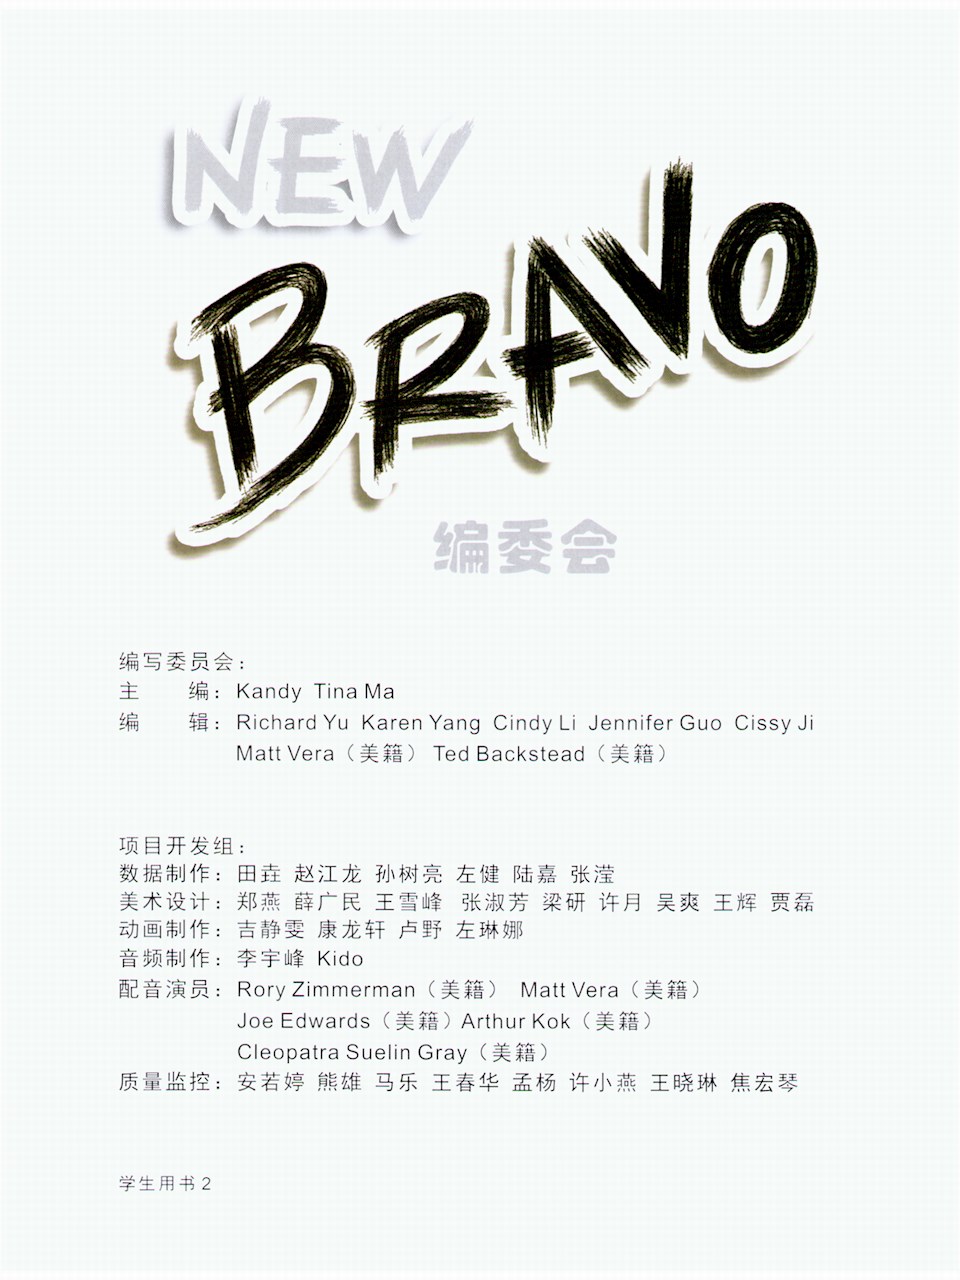 NEW
BRAVO
编委会
编写委员会：
主　　编：Kandy Tina Ma
编　　辑：Richard Yu Karen Yang Cindy Li Jennifer Guo Cissy Ji
Matt Vera（美籍） Ted Backstead（美籍）
项目开发组：
数据制作：田垚 赵江龙 孙树亮 左健 陆嘉 张滢
美术设计：郑燕 薛广民 王雪峰 张淑芳 梁研 许月 吴爽 王辉 贾磊
动画制作：吉静雯 康龙轩 卢野 左琳娜
音频制作：李宇峰 Kido
配音演员：Rory Zimmerman（美籍） Matt Vera（美籍）
Joe Edwards（美籍）Arthur Kok（美籍）
Cleopatra Suelin Gray（美籍）
质量监控：安若婷 熊雄 马乐 王春华 孟杨 许小燕 王晓琳 焦宏琴
学生用书 2